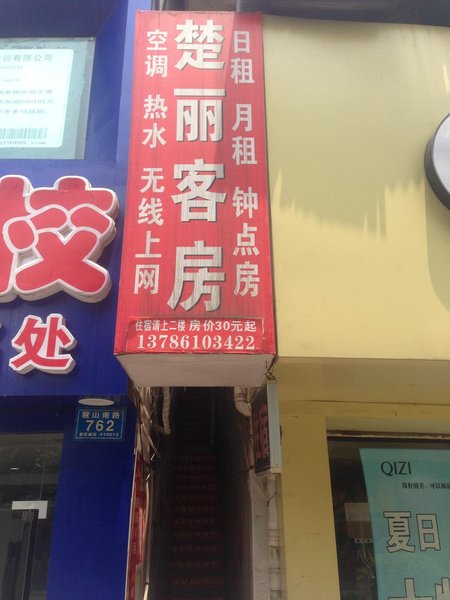 楚丽客房
日租 月租 钟点房
空调 热水 无线上网
住宿请上二楼 房价30元起
13786103422
校
处
麓山南路
762
QIZI
夏日